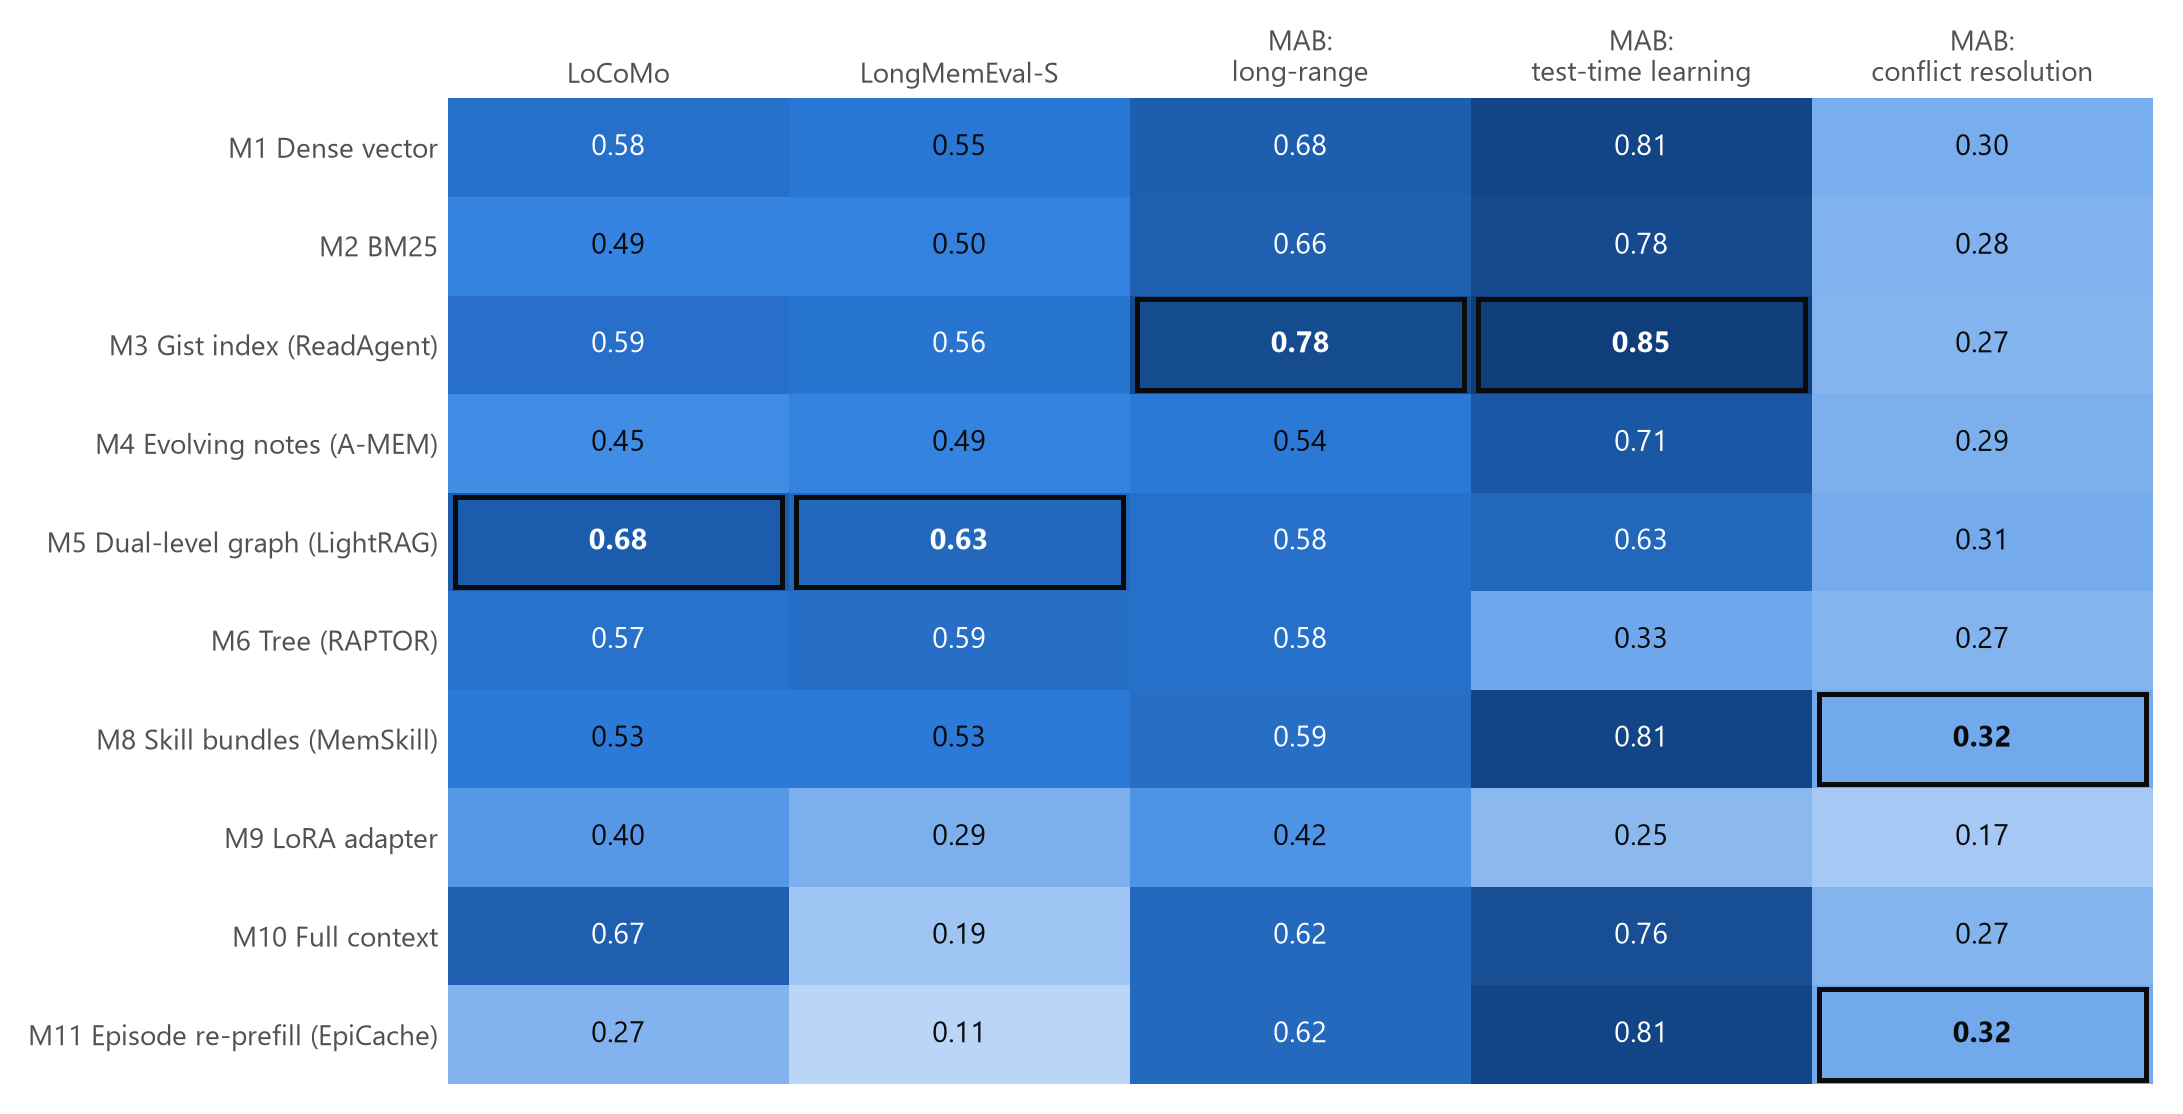 MAB: MAB: MAB:
LoCoMo LongMemEval-S long-range test-time learning conflict resolution
M1 Dense vector 0.58 0.55 0.68 0.81 0.30
M2 BM25 0.49 0.50 0.66 0.78 0.28
M3 Gist index (ReadAgent) 0.59 0.56 0.78 0.85 0.27
M4 Evolving notes (A-MEM) 0.45 0.49 0.54 0.71 0.29
M5 Dual-level graph (LightRAG) 0.68 0.63 0.58 0.63 0.31
M6 Tree (RAPTOR) 0.57 0.59 0.58 0.33 0.27
M8 Skill bundles (MemSkill) 0.53 0.53 0.59 0.81 0.32
M9 LoRA adapter 0.40 0.29 0.42 0.25 0.17
M10 Full context 0.67 0.19 0.62 0.76 0.27
M11 Episode re-prefill (EpiCache) 0.27 0.11 0.62 0.81 0.32